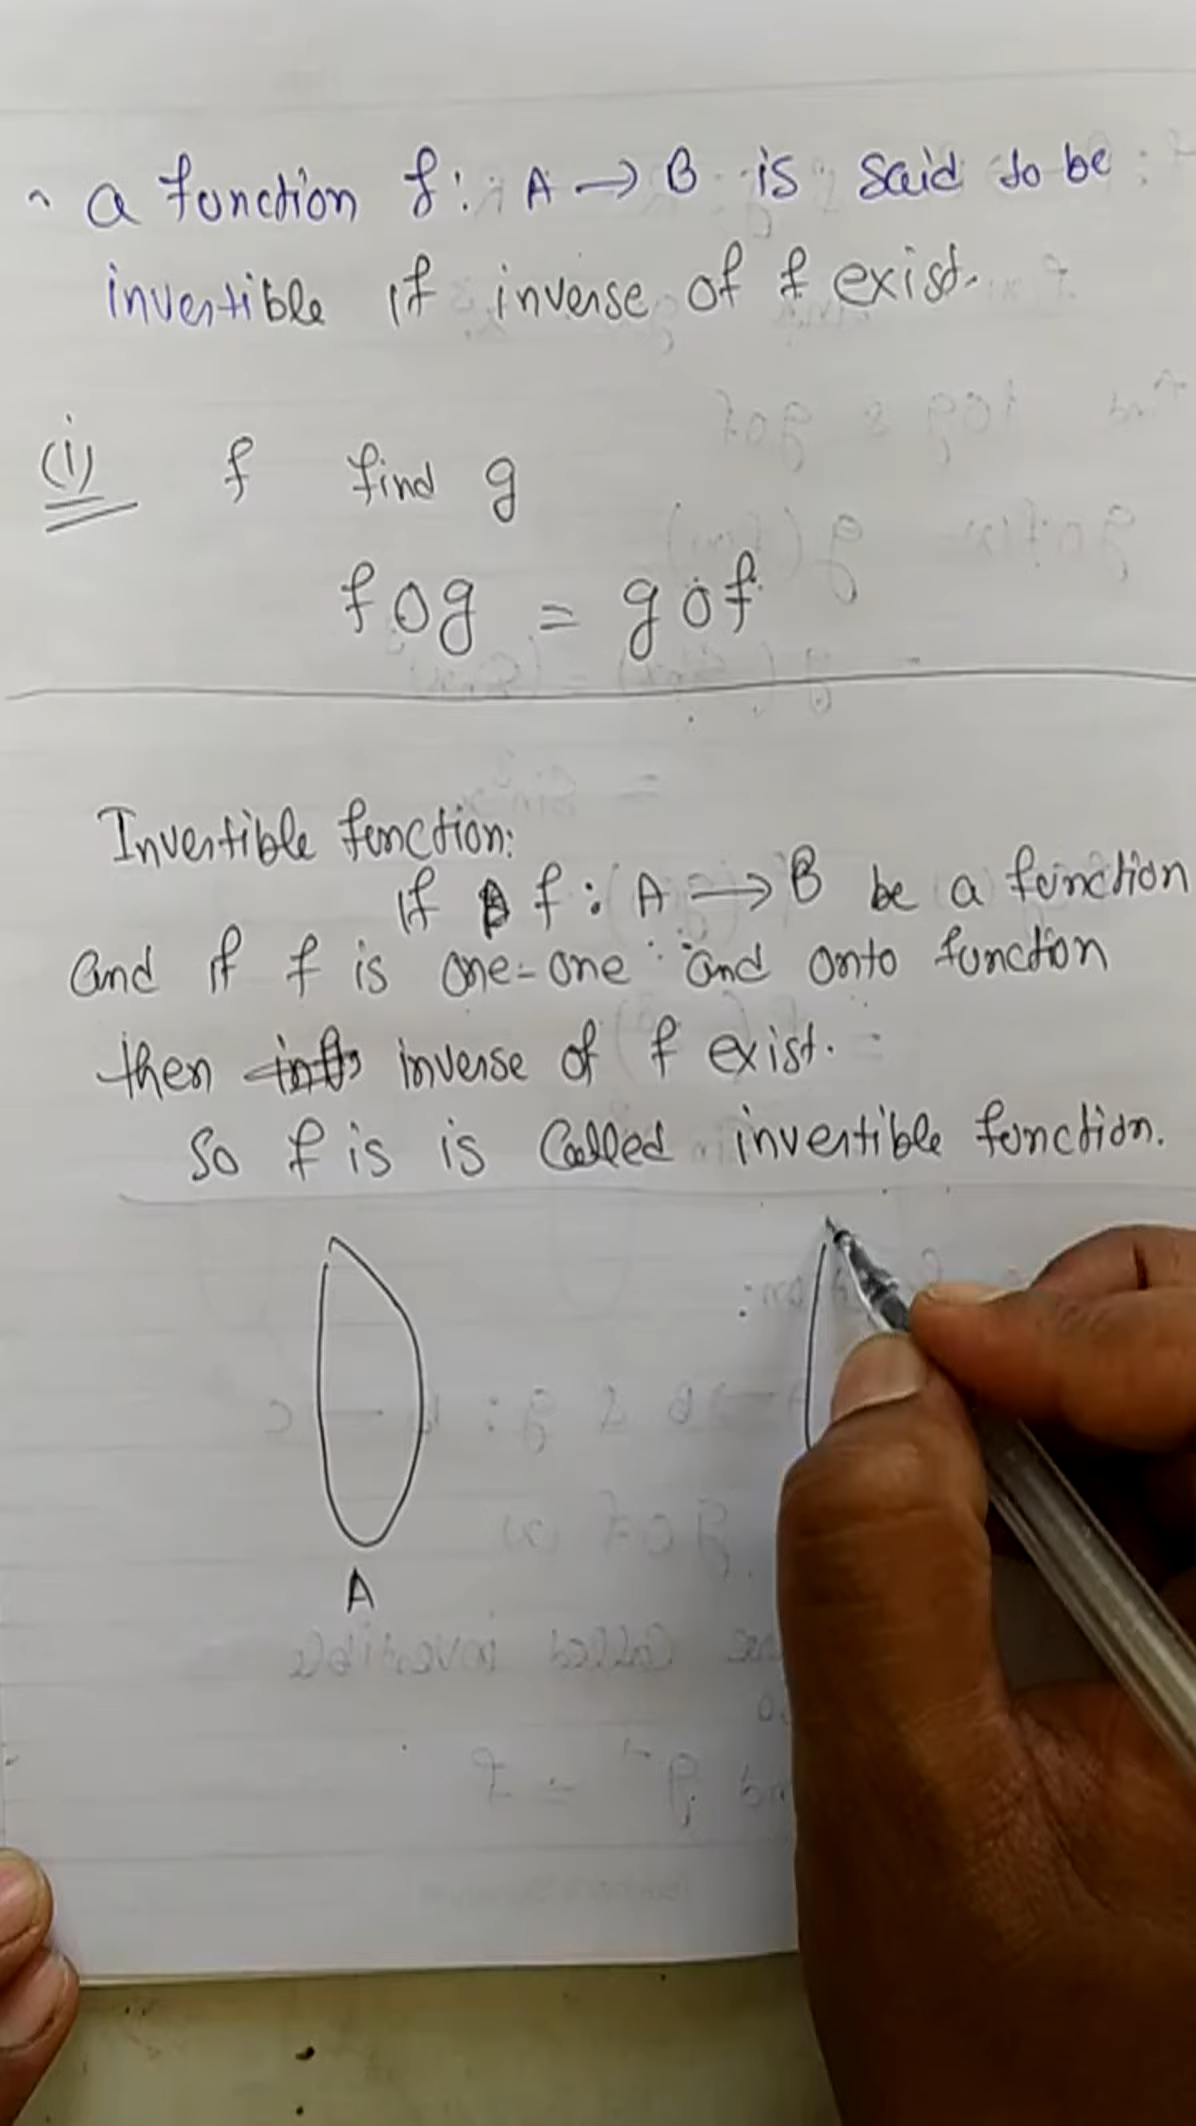 a function f: A → B is said to be
invertible if inverse of f exist.
(i) f find g
fog = gof
Invertible function:
If f : A → B be a function
and if f is one-one and onto function
then inverse of f exist.
So f is is Called invertible function.
A